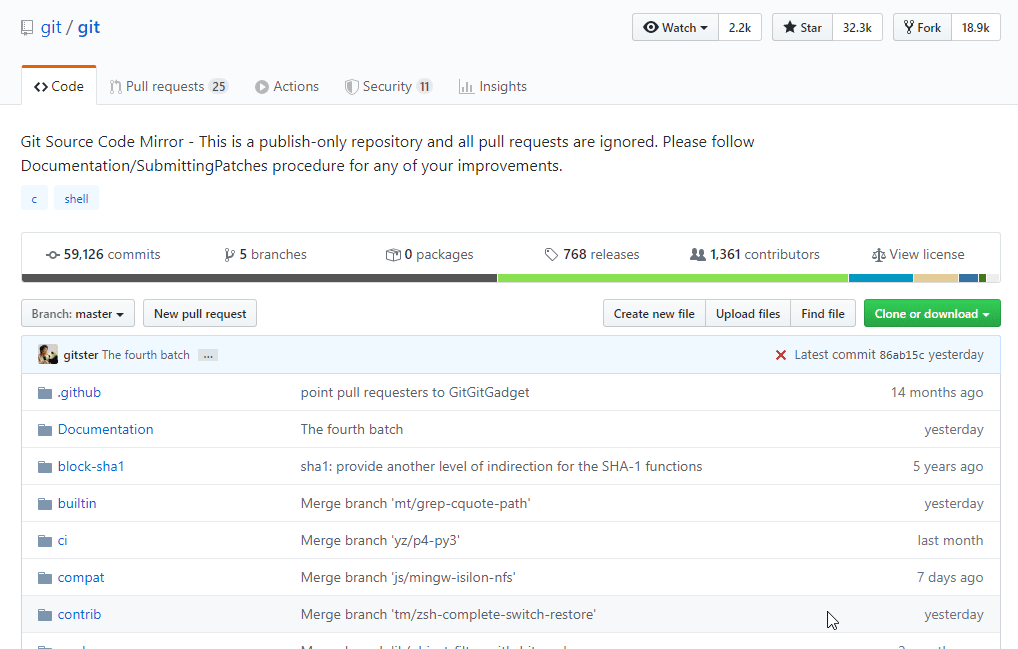 git / git
Watch 2.2k Star 32.3k Fork 18.9k
Code Pull requests 25 Actions Security 11 Insights
Git Source Code Mirror - This is a publish-only repository and all pull requests are ignored. Please follow
Documentation/SubmittingPatches procedure for any of your improvements.
c shell
59,126 commits 5 branches 0 packages 768 releases 1,361 contributors View license
Branch: master New pull request Create new file Upload files Find file Clone or download
gitster The fourth batch ... Latest commit 86ab15c yesterday
.github point pull requesters to GitGitGadget 14 months ago
Documentation The fourth batch yesterday
block-sha1 sha1: provide another level of indirection for the SHA-1 functions 5 years ago
builtin Merge branch 'mt/grep-cquote-path' yesterday
ci Merge branch 'yz/p4-py3' last month
compat Merge branch 'js/mingw-isilon-nfs' 7 days ago
contrib Merge branch 'tm/zsh-complete-switch-restore' yesterday